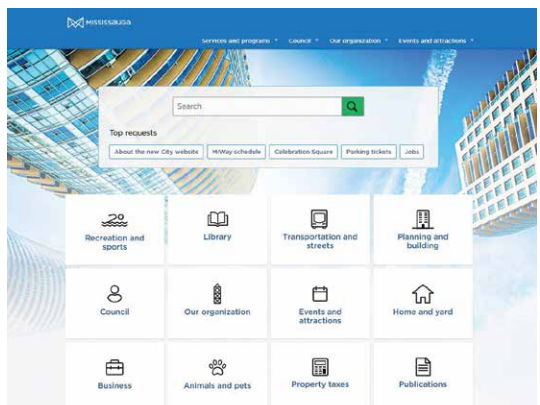 MISSISSAUGA
Services and programs Council Our organization Events and attractions
Search
Top requests
About the new City website MiWay schedule Celebration Square Parking tickets Jobs
Recreation and sports
Library
Transportation and streets
Planning and building
Council
Our organization
Events and attractions
Home and yard
Business
Animals and pets
Property taxes
Publications